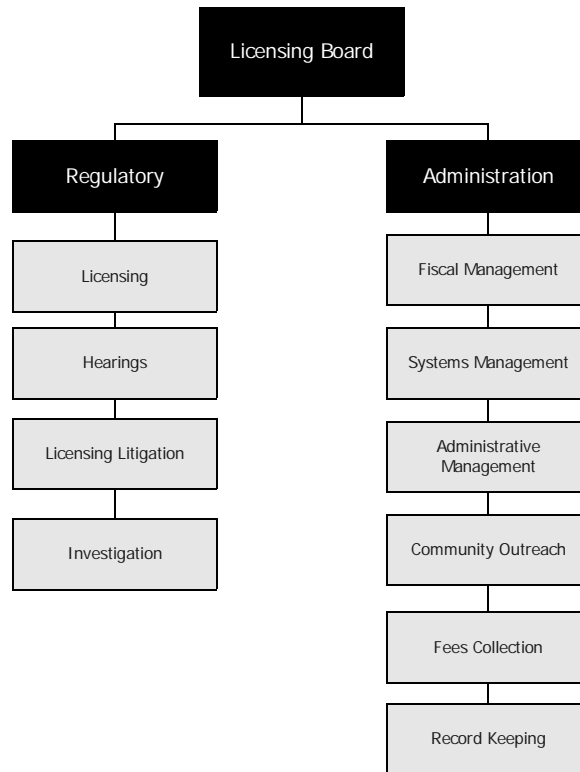 Licensing Board
Regulatory
Administration
Licensing
Hearings
Licensing Litigation
Investigation
Fiscal Management
Systems Management
Administrative
Management
Community Outreach
Fees Collection
Record Keeping